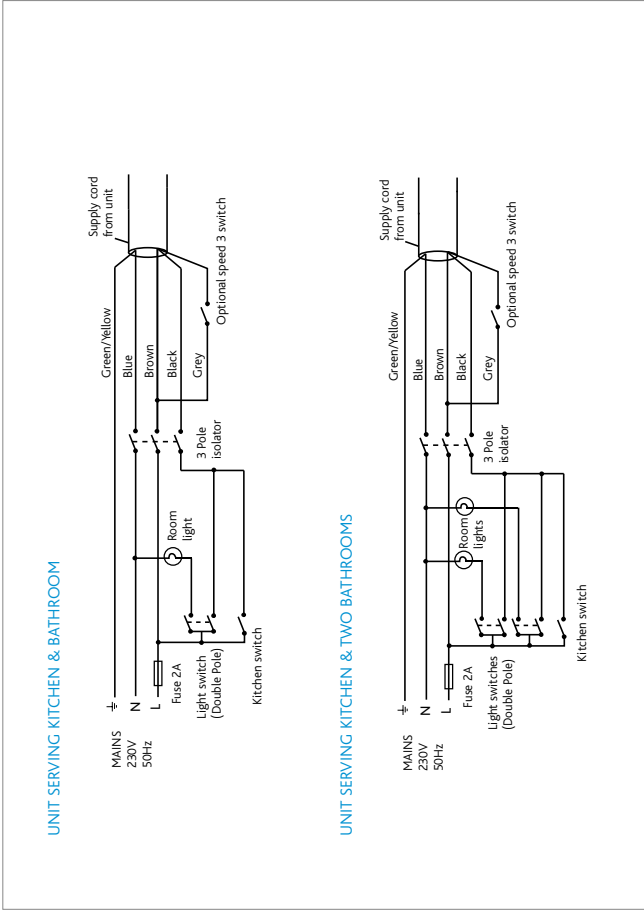 UNIT SERVING KITCHEN & BATHROOM
MAINS
230V
50Hz
N
L
Fuse 2A
Light switch
(Double Pole)
Kitchen switch
Room
light
3 Pole
isolator
Green/Yellow
Blue
Brown
Black
Grey
Optional speed 3 switch
Supply cord
from unit
UNIT SERVING KITCHEN & TWO BATHROOMS
MAINS
230V
50Hz
N
L
Fuse 2A
Light switches
(Double Pole)
Kitchen switch
Room
lights
3 Pole
isolator
Green/Yellow
Blue
Brown
Black
Grey
Optional speed 3 switch
Supply cord
from unit